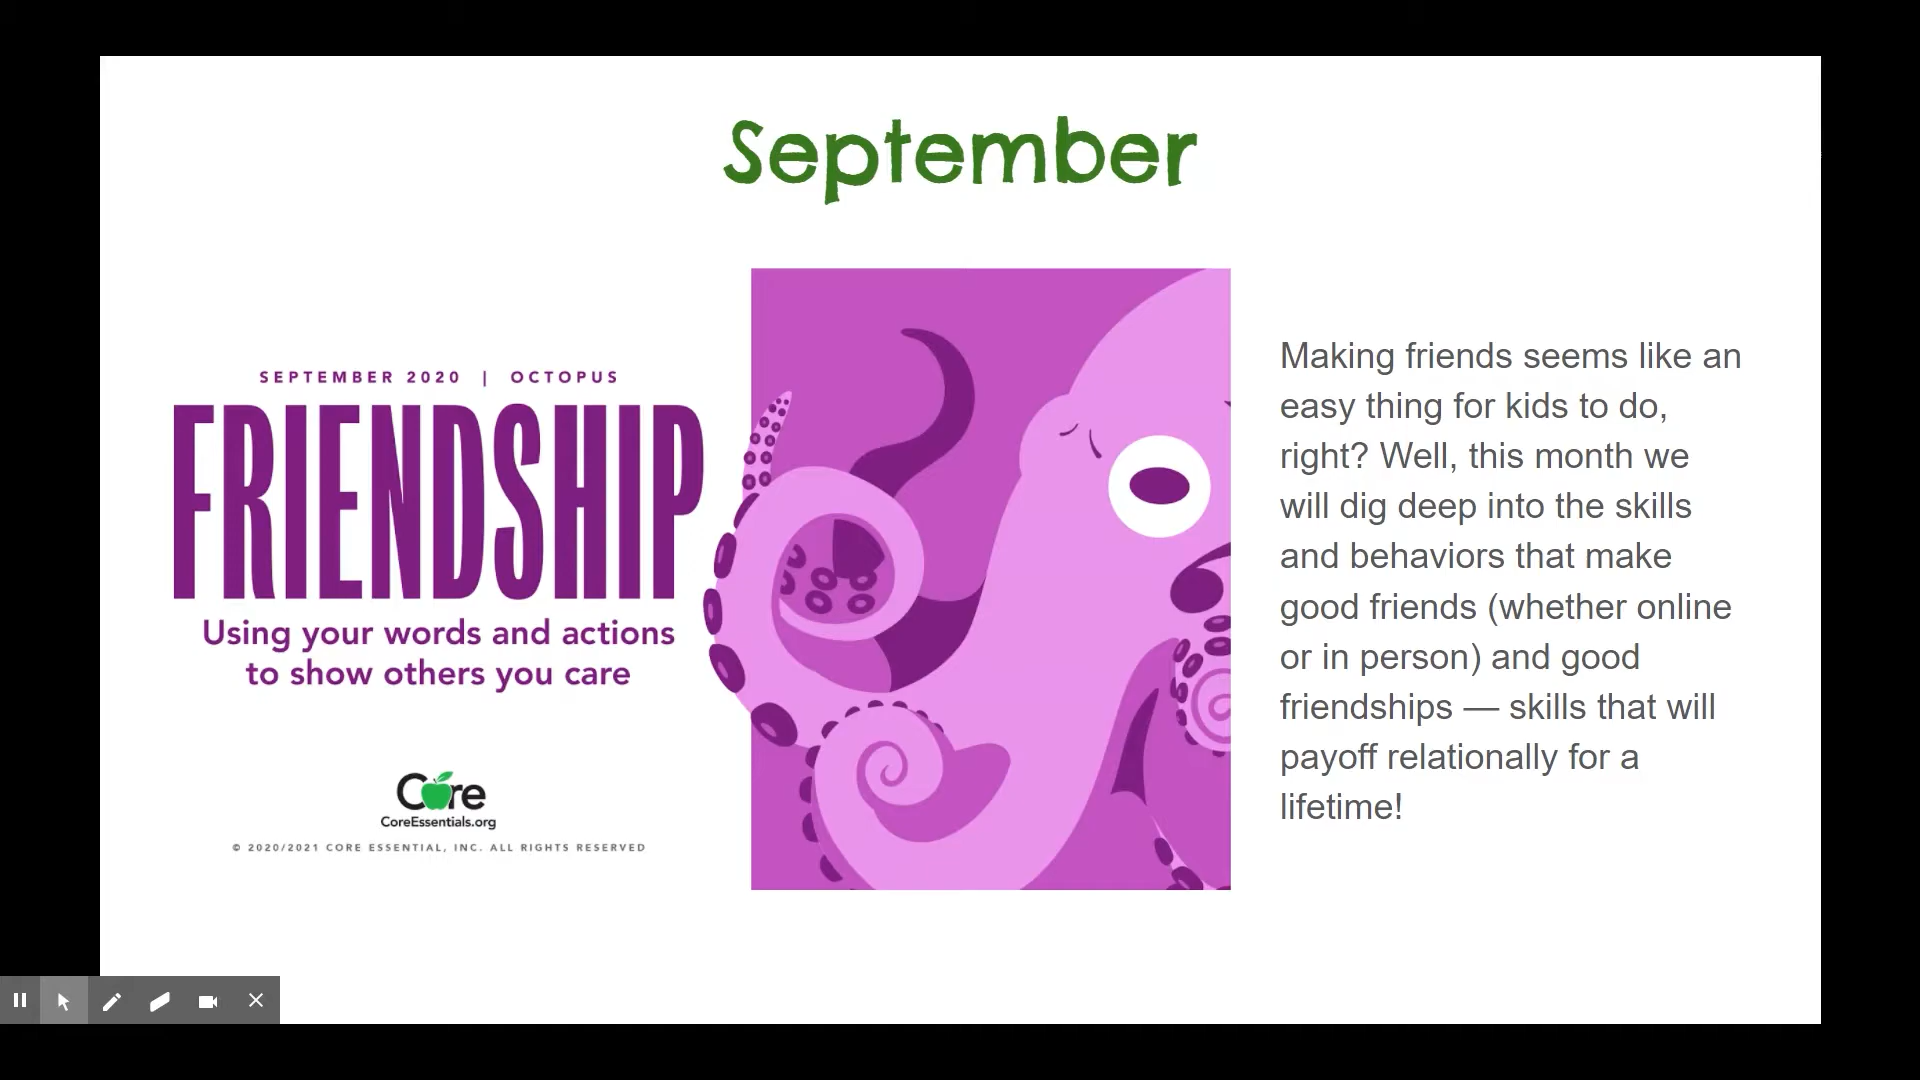 September
SEPTEMBER 2020 | OCTOPUS
FRIENDSHIP
Using your words and actions
to show others you care
Core
CoreEssentials.org
© 2020/2021 CORE ESSENTIAL, INC. ALL RIGHTS RESERVED
Making friends seems like an
easy thing for kids to do,
right? Well, this month we
will dig deep into the skills
and behaviors that make
good friends (whether online
or in person) and good
friendships — skills that will
payoff relationally for a
lifetime!